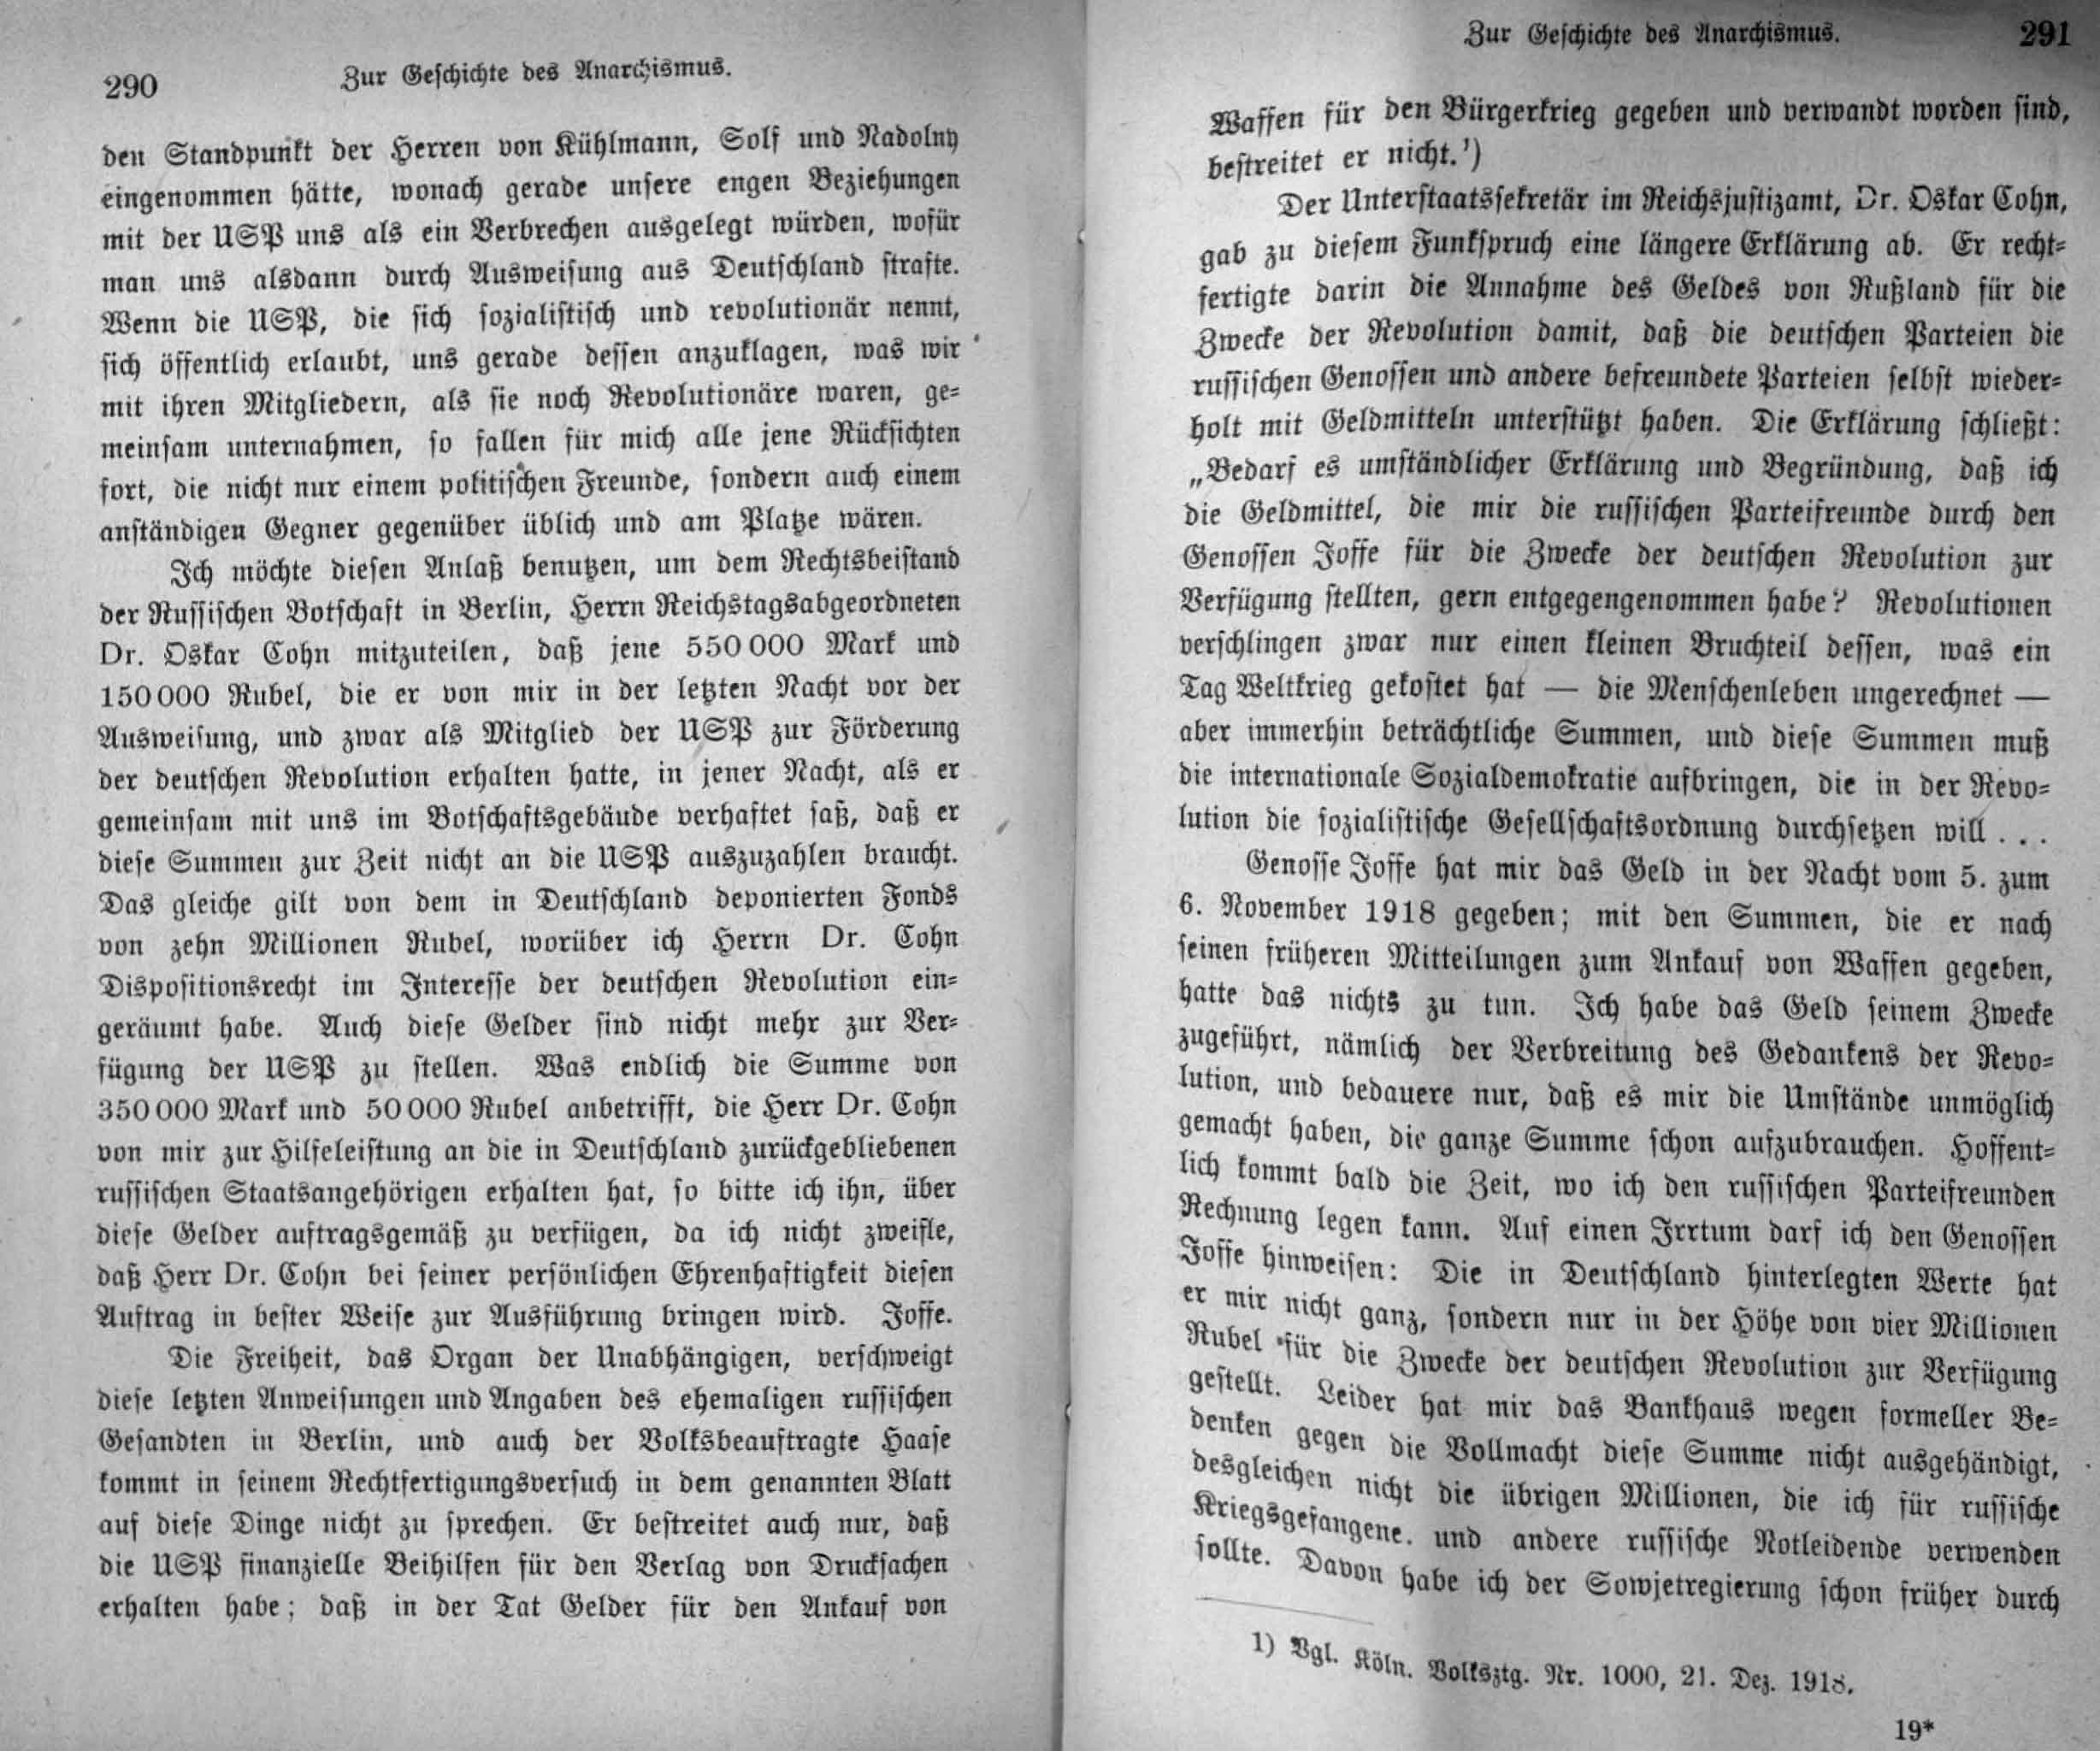 290
Zur Geschichte des Anarchismus.
den Standpunkt der Herren von Kühlmann, Solf und Nadolny
eingenommen hätte, wonach gerade unsere engen Beziehungen
mit der USP uns als ein Verbrechen ausgelegt würden, wofür
man uns alsdann durch Ausweisung aus Deutschland strafte.
Wenn die USP, die sich sozialistisch und revolutionär nennt,
sich öffentlich erlaubt, uns gerade dessen anzuklagen, was wir
mit ihren Mitgliedern, als sie noch Revolutionäre waren, ge=
meinsam unternahmen, so fallen für mich alle jene Rücksichten
fort, die nicht nur einem politischen Freunde, sondern auch einem
anständigen Gegner gegenüber üblich und am Platze wären.
Ich möchte diesen Anlaß benutzen, um dem Rechtsbeistand
der Russischen Botschaft in Berlin, Herrn Reichstagsabgeordneten
Dr. Oskar Cohn mitzuteilen, daß jene 550000 Mark und
150000 Rubel, die er von mir in der letzten Nacht vor der
Ausweisung, und zwar als Mitglied der USP zur Förderung
der deutschen Revolution erhalten hatte, in jener Nacht, als er
gemeinsam mit uns im Botschaftsgebäude verhaftet saß, daß er
diese Summen zur Zeit nicht an die USP auszuzahlen braucht.
Das gleiche gilt von dem in Deutschland deponierten Fonds
von zehn Millionen Rubel, worüber ich Herrn Dr. Cohn
Dispositionsrecht im Interesse der deutschen Revolution ein=
geräumt habe. Auch diese Gelder sind nicht mehr zur Ver=
fügung der USP zu stellen. Was endlich die Summe von
350000 Mark und 50000 Rubel anbetrifft, die Herr Dr. Cohn
von mir zur Hilfeleistung an die in Deutschland zurückgebliebenen
russischen Staatsangehörigen erhalten hat, so bitte ich ihn, über
diese Gelder auftragsgemäß zu verfügen, da ich nicht zweifle,
daß Herr Dr. Cohn bei seiner persönlichen Ehrenhaftigkeit diesen
Auftrag in bester Weise zur Ausführung bringen wird. Joffe.
Die Freiheit, das Organ der Unabhängigen, verschweigt
diese letzten Anweisungen und Angaben des ehemaligen russischen
Gesandten in Berlin, und auch der Volksbeauftragte Haase
kommt in seinem Rechtfertigungsversuch in dem genannten Blatt
auf diese Dinge nicht zu sprechen. Er bestreitet auch nur, daß
die USP finanzielle Beihilfen für den Verlag von Drucksachen
erhalten habe; daß in der Tat Gelder für den Ankauf von
Zur Geschichte des Anarchismus.
291
Waffen für den Bürgerkrieg gegeben und verwandt worden sind,
bestreitet er nicht.¹)
Der Unterstaatssekretär im Reichsjustizamt, Dr. Oskar Cohn,
gab zu diesem Funkspruch eine längere Erklärung ab. Er recht=
fertigte darin die Annahme des Geldes von Rußland für die
Zwecke der Revolution damit, daß die deutschen Parteien die
russischen Genossen und andere befreundete Parteien selbst wieder=
holt mit Geldmitteln unterstützt haben. Die Erklärung schließt:
„Bedarf es umständlicher Erklärung und Begründung, daß ich
die Geldmittel, die mir die russischen Parteifreunde durch den
Genossen Joffe für die Zwecke der deutschen Revolution zur
Verfügung stellten, gern entgegengenommen habe? Revolutionen
verschlingen zwar nur einen kleinen Bruchteil dessen, was ein
Tag Weltkrieg gekostet hat — die Menschenleben ungerechnet —
aber immerhin beträchtliche Summen, und diese Summen muß
die internationale Sozialdemokratie aufbringen, die in der Revo=
lution die sozialistische Gesellschaftsordnung durchsetzen will . . .
Genosse Joffe hat mir das Geld in der Nacht vom 5. zum
6. November 1918 gegeben; mit den Summen, die er nach
seinen früheren Mitteilungen zum Ankauf von Waffen gegeben,
hatte das nichts zu tun. Ich habe das Geld seinem Zwecke
zugeführt, nämlich der Verbreitung des Gedankens der Revo=
lution, und bedauere nur, daß es mir die Umstände unmöglich
gemacht haben, die ganze Summe schon aufzubrauchen. Hoffent=
lich kommt bald die Zeit, wo ich den russischen Parteifreunden
Rechnung legen kann. Auf einen Irrtum darf ich den Genossen
Joffe hinweisen: Die in Deutschland hinterlegten Werte hat
er mir nicht ganz, sondern nur in der Höhe von vier Millionen
Rubel für die Zwecke der deutschen Revolution zur Verfügung
gestellt. Leider hat mir das Bankhaus wegen formeller Be=
denken gegen die Vollmacht diese Summe nicht ausgehändigt,
desgleichen nicht die übrigen Millionen, die ich für russische
Kriegsgefangene. und andere russische Notleidende verwenden
sollte. Davon habe ich der Sowjetregierung schon früher durch
1) Vgl. Köln. Volksztg. Nr. 1000, 21. Dez. 1918.
19*